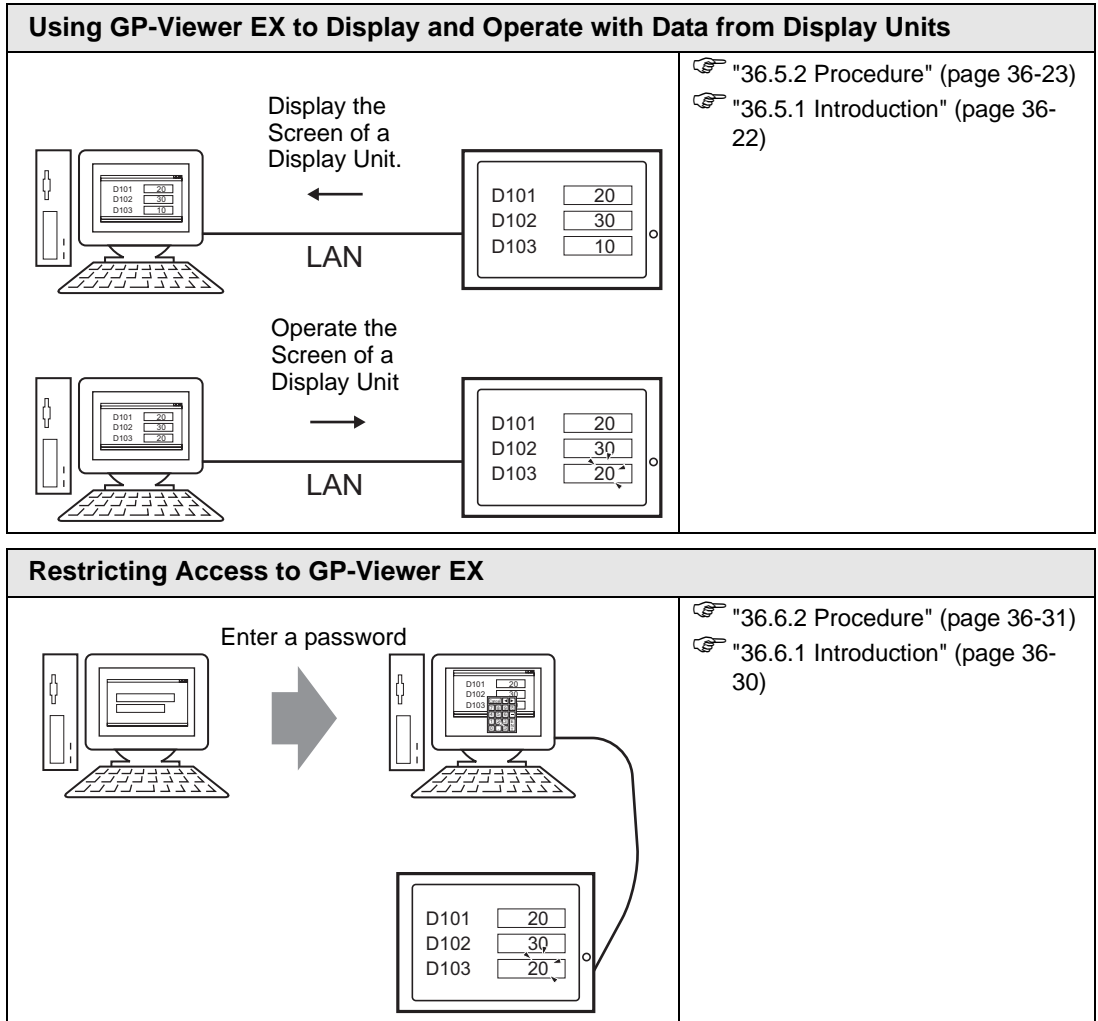 Using GP-Viewer EX to Display and Operate with Data from Display Units
Display the
Screen of a
Display Unit.
D101 20
D102 30
D103 10
LAN
D101 20
D102 30
D103 10
Operate the
Screen of a
Display Unit
D101 20
D102 30
D103 20
LAN
D101 20
D102 30
D103 20
"36.5.2 Procedure" (page 36-23)
"36.5.1 Introduction" (page 36-
22)
Restricting Access to GP-Viewer EX
Enter a password
D101 20
D102 30
D103
D101 20
D102 30
D103 20
"36.6.2 Procedure" (page 36-31)
"36.6.1 Introduction" (page 36-
30)